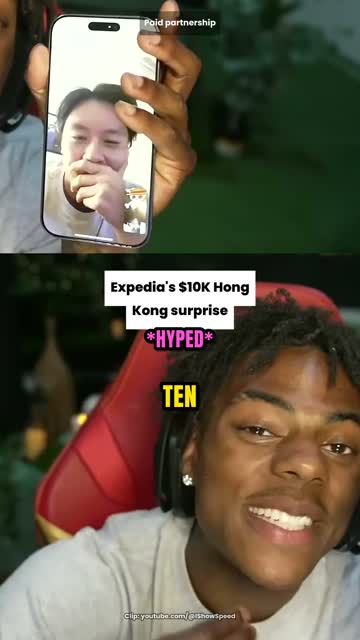 Paid partnership
Expedia's $10K Hong
Kong surprise
*HYPED*
TEN
Clip: youtube.com/@IShowSpeed